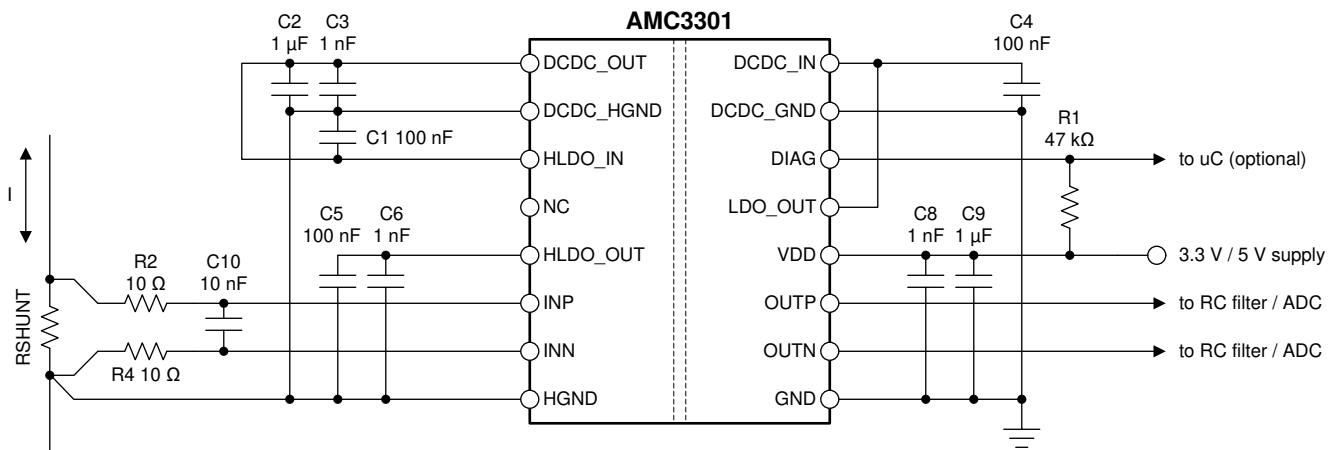 AMC3301
C2
1 µF
C3
1 nF
C4
100 nF
DCDC_OUT
DCDC_IN
DCDC_HGND
DCDC_GND
C1 100 nF
R1
47 kΩ
HLDO_IN
DIAG
to uC (optional)
I
NC
LDO_OUT
C5
100 nF
C6
1 nF
C8
1 nF
C9
1 µF
HLDO_OUT
VDD
3.3 V / 5 V supply
R2
10 Ω
C10
10 nF
INP
OUTP
to RC filter / ADC
RSHUNT
INN
OUTN
to RC filter / ADC
R4 10 Ω
HGND
GND